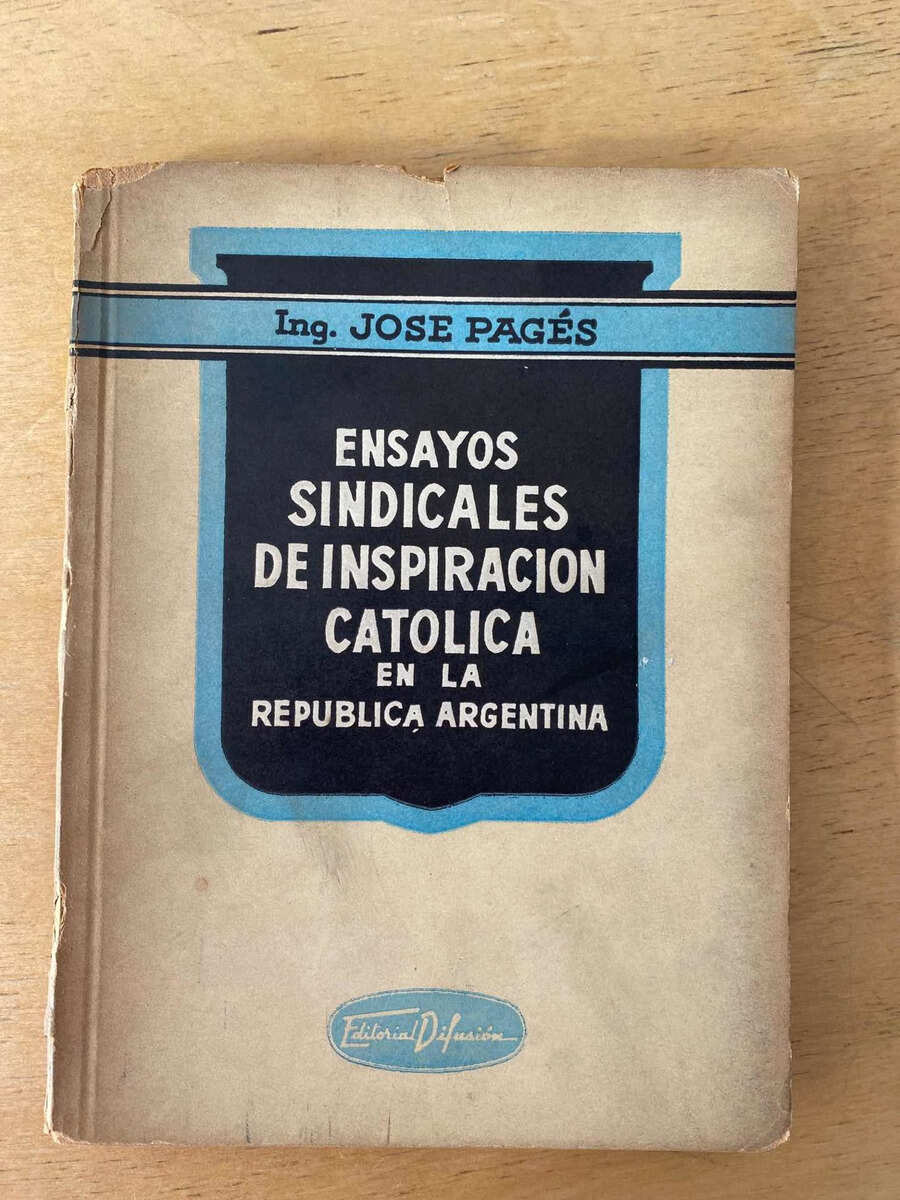 Ing. JOSE PAGÉS
ENSAYOS
SINDICALES
DE INSPIRACION
CATOLICA
EN LA
REPUBLICA ARGENTINA
Editorial Difusión